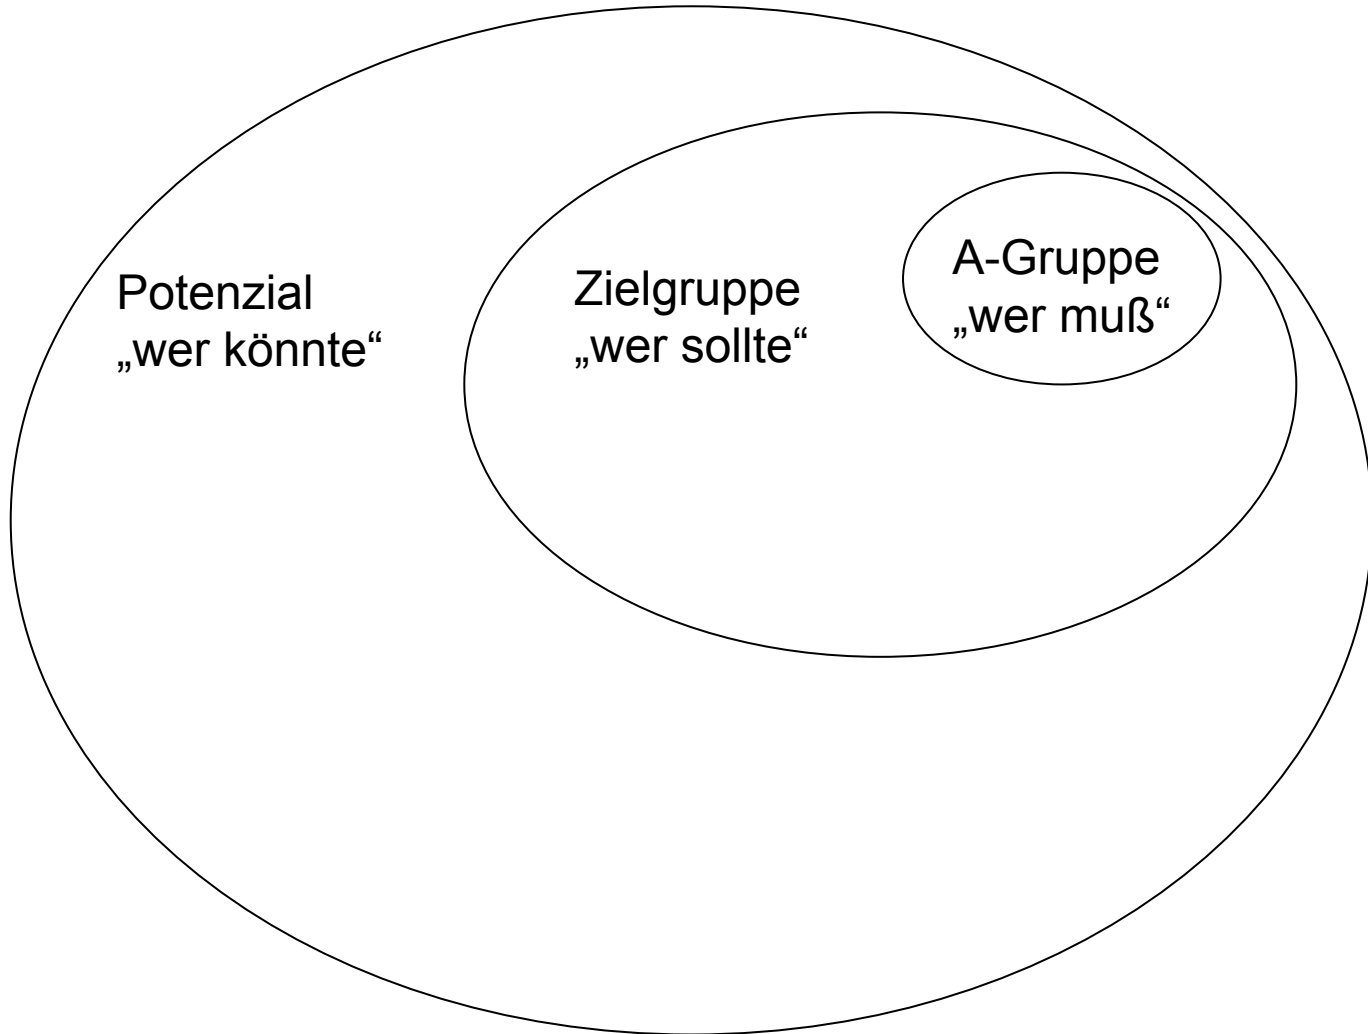 Potenzial
„wer könnte“
Zielgruppe
„wer sollte“
A-Gruppe
„wer muß“